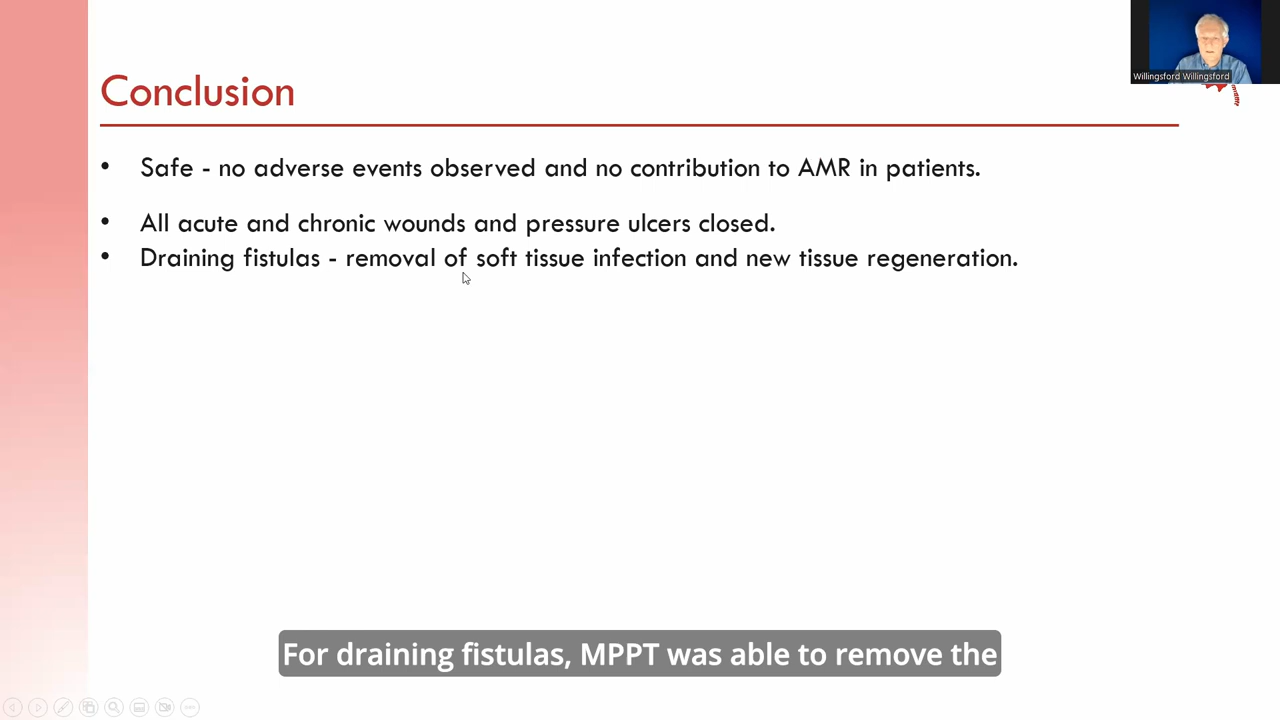 Willingsford Willingsford
Conclusion
• Safe - no adverse events observed and no contribution to AMR in patients.
• All acute and chronic wounds and pressure ulcers closed.
• Draining fistulas - removal of soft tissue infection and new tissue regeneration.
For draining fistulas, MPPT was able to remove the